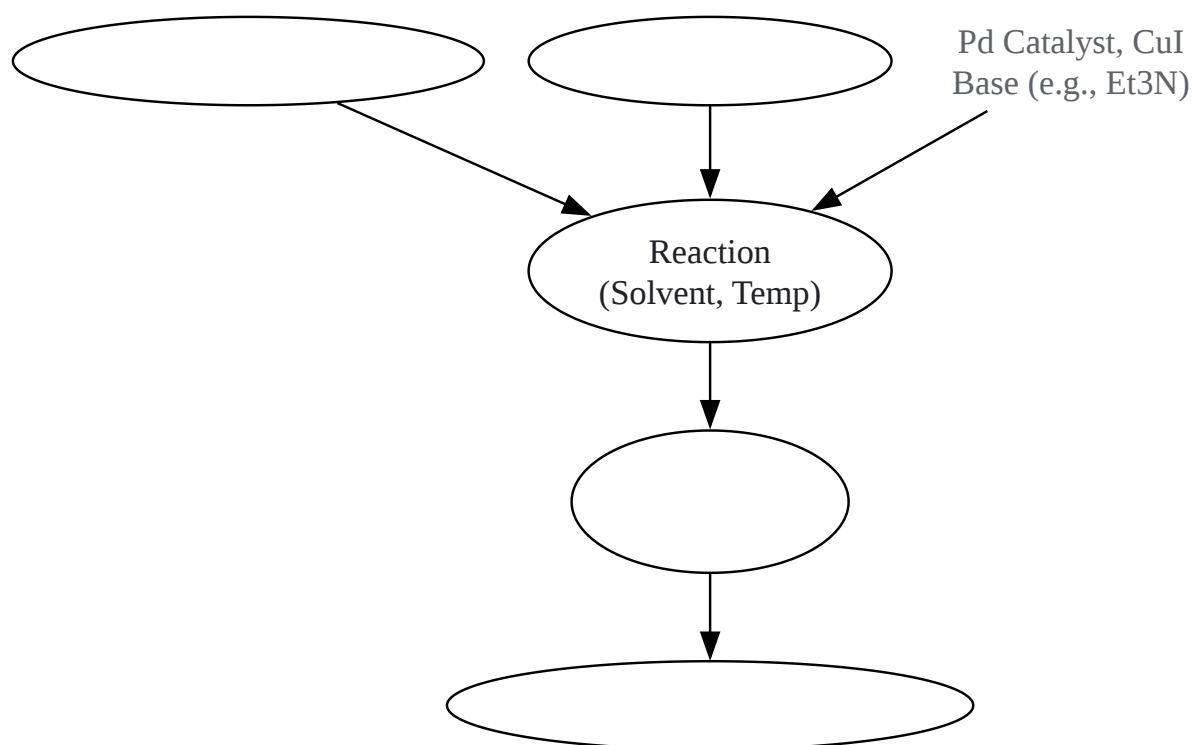 Pd Catalyst, CuI
Base (e.g., Et3N)
Reaction
(Solvent, Temp)